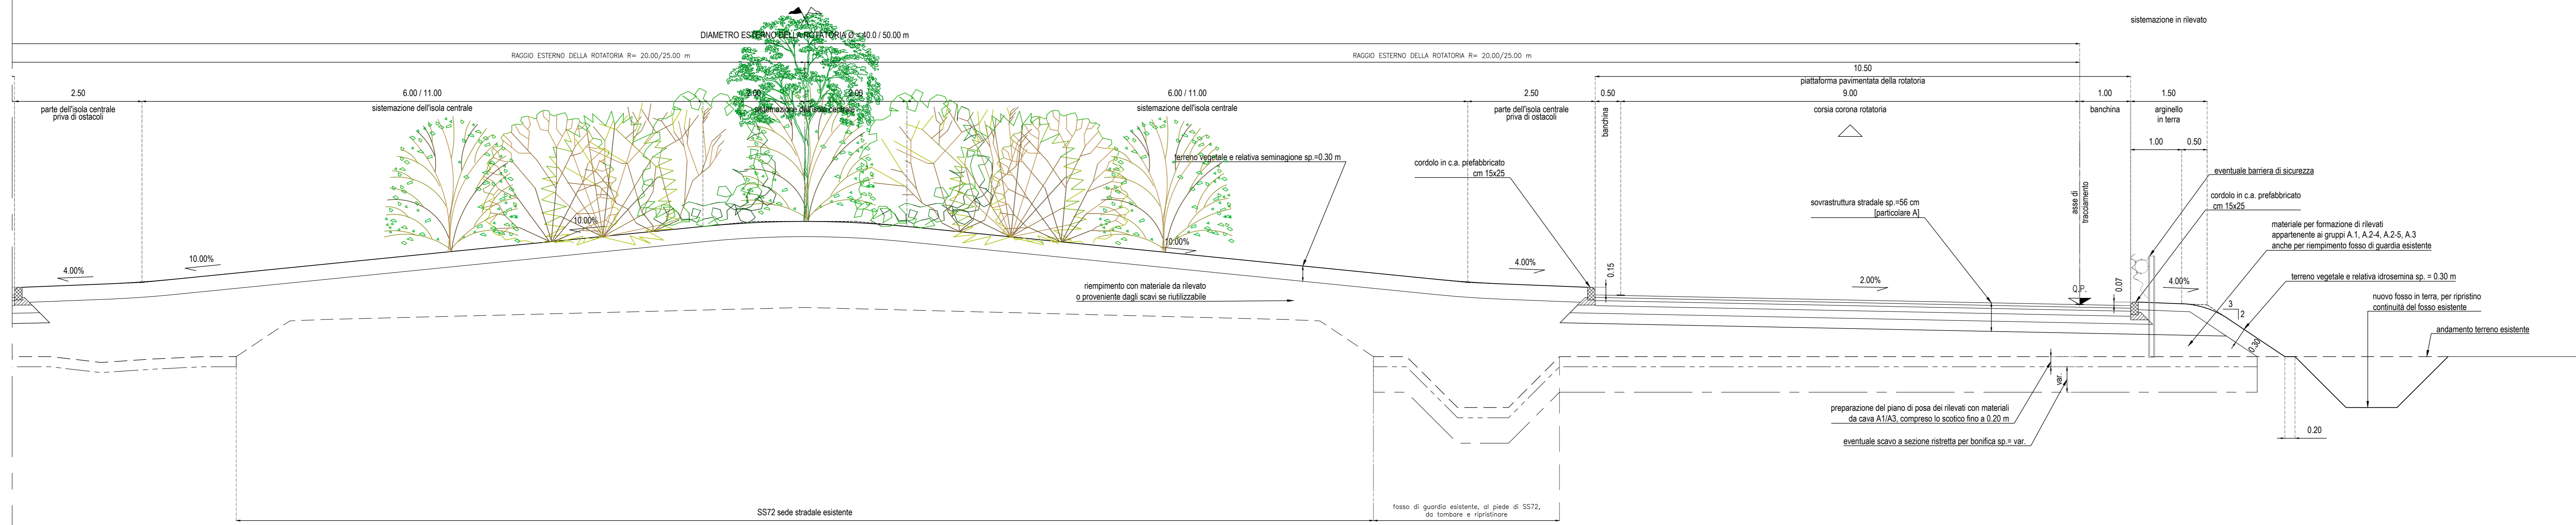 sistemazione in rilevato
DIAMETRO ESTERNO DELLA ROTATORIA Ø = 40.0 / 50.00 m
RAGGIO ESTERNO DELLA ROTATORIA R= 20.00/25.00 m
RAGGIO ESTERNO DELLA ROTATORIA R= 20.00/25.00 m
10.50
piattaforma pavimentata della rotatoria
2.50
parte dell'isola centrale
priva di ostacoli
6.00 / 11.00
sistemazione dell'isola centrale
2.00
2.00
sistemazione dell'isola centrale
6.00 / 11.00
sistemazione dell'isola centrale
2.50
parte dell'isola centrale
priva di ostacoli
0.50
banchina
9.00
corsia corona rotatoria
1.00
banchina
1.50
arginello
in terra
1.00
0.50
terreno vegetale e relativa seminagione sp.=0.30 m
cordolo in c.a. prefabbricato
cm 15x25
eventuale barriera di sicurezza
cordolo in c.a. prefabbricato
cm 15x25
asse di
tracciamento
sovrastruttura stradale sp.=56 cm
[particolare A]
materiale per formazione di rilevati
appartenente ai gruppi A.1, A.2-4, A.2-5, A.3
anche per riempimento fosso di guardia esistente
10.00%
10.00%
4.00%
10.00%
4.00%
0.15
2.00%
Q.P.
0.07
4.00%
terreno vegetale e relativa idrosemina sp. = 0.30 m
riempimento con materiale da rilevato
o proveniente dagli scavi se riutilizzabile
3
2
nuovo fosso in terra, per ripristino
continuità del fosso esistente
andamento terreno esistente
0.30
var.
preparazione del piano di posa dei rilevati con materiali
da cava A1/A3, compreso lo scotico fino a 0.20 m
eventuale scavo a sezione ristretta per bonifica sp.= var.
0.20
SS72 sede stradale esistente
fosso di guardia esistente, al piede di SS72,
da tombare e ripristinare